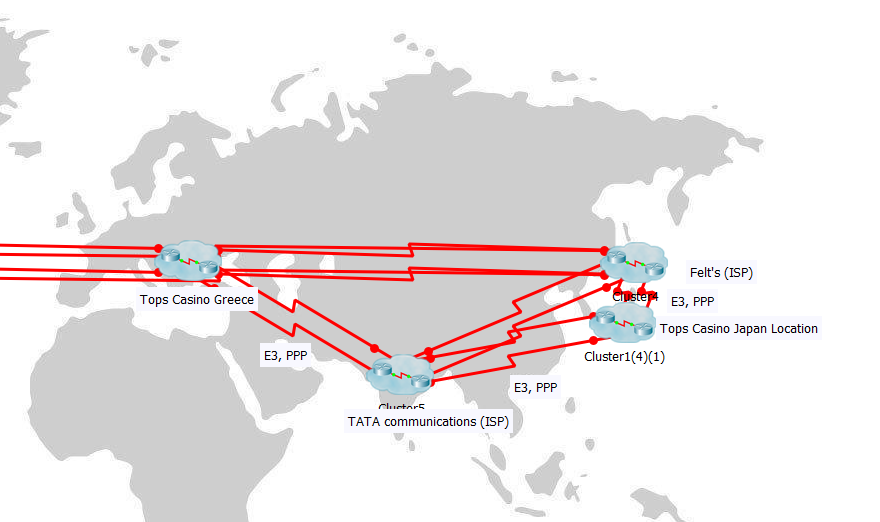 Felt's (ISP)
Cluster4
E3, PPP
Tops Casino Greece
Tops Casino Japan Location
E3, PPP
Cluster1(4)(1)
E3, PPP
Cluster5
TATA communications (ISP)